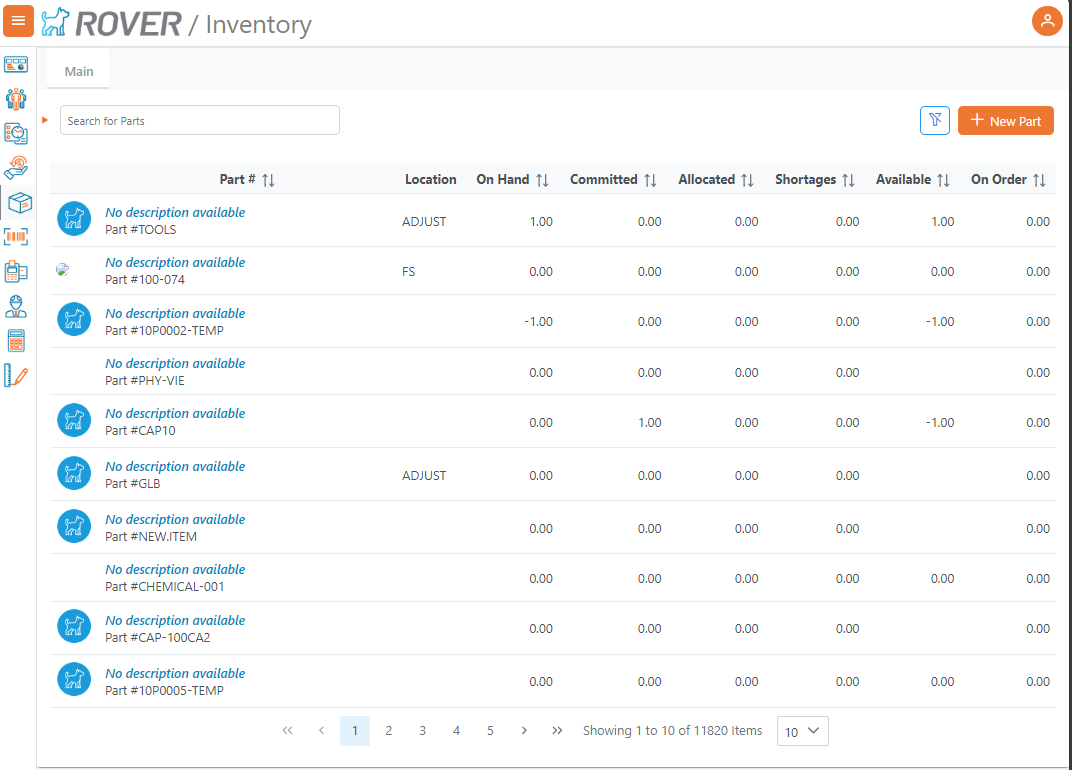 ROVER / Inventory
Main
Search for Parts
New Part
Part # Location On Hand Committed Allocated Shortages Available On Order
No description available
Part #TOOLS ADJUST 1.00 0.00 0.00 0.00 1.00 0.00
No description available
Part #100-074 FS 0.00 0.00 0.00 0.00 0.00 0.00
No description available
Part #10P0002-TEMP -1.00 0.00 0.00 0.00 -1.00 0.00
No description available
Part #PHY-VIE 0.00 0.00 0.00 0.00 0.00
No description available
Part #CAP10 0.00 1.00 0.00 0.00 -1.00 0.00
No description available
Part #GLB ADJUST 0.00 0.00 0.00 0.00 0.00
No description available
Part #NEW.ITEM 0.00 0.00 0.00 0.00 0.00
No description available
Part #CHEMICAL-001 0.00 0.00 0.00 0.00 0.00 0.00
No description available
Part #CAP-100CA2 0.00 0.00 0.00 0.00 0.00
No description available
Part #10P0005-TEMP 0.00 0.00 0.00 0.00 0.00 0.00
« ‹ 1 2 3 4 5 › » Showing 1 to 10 of 11820 Items 10